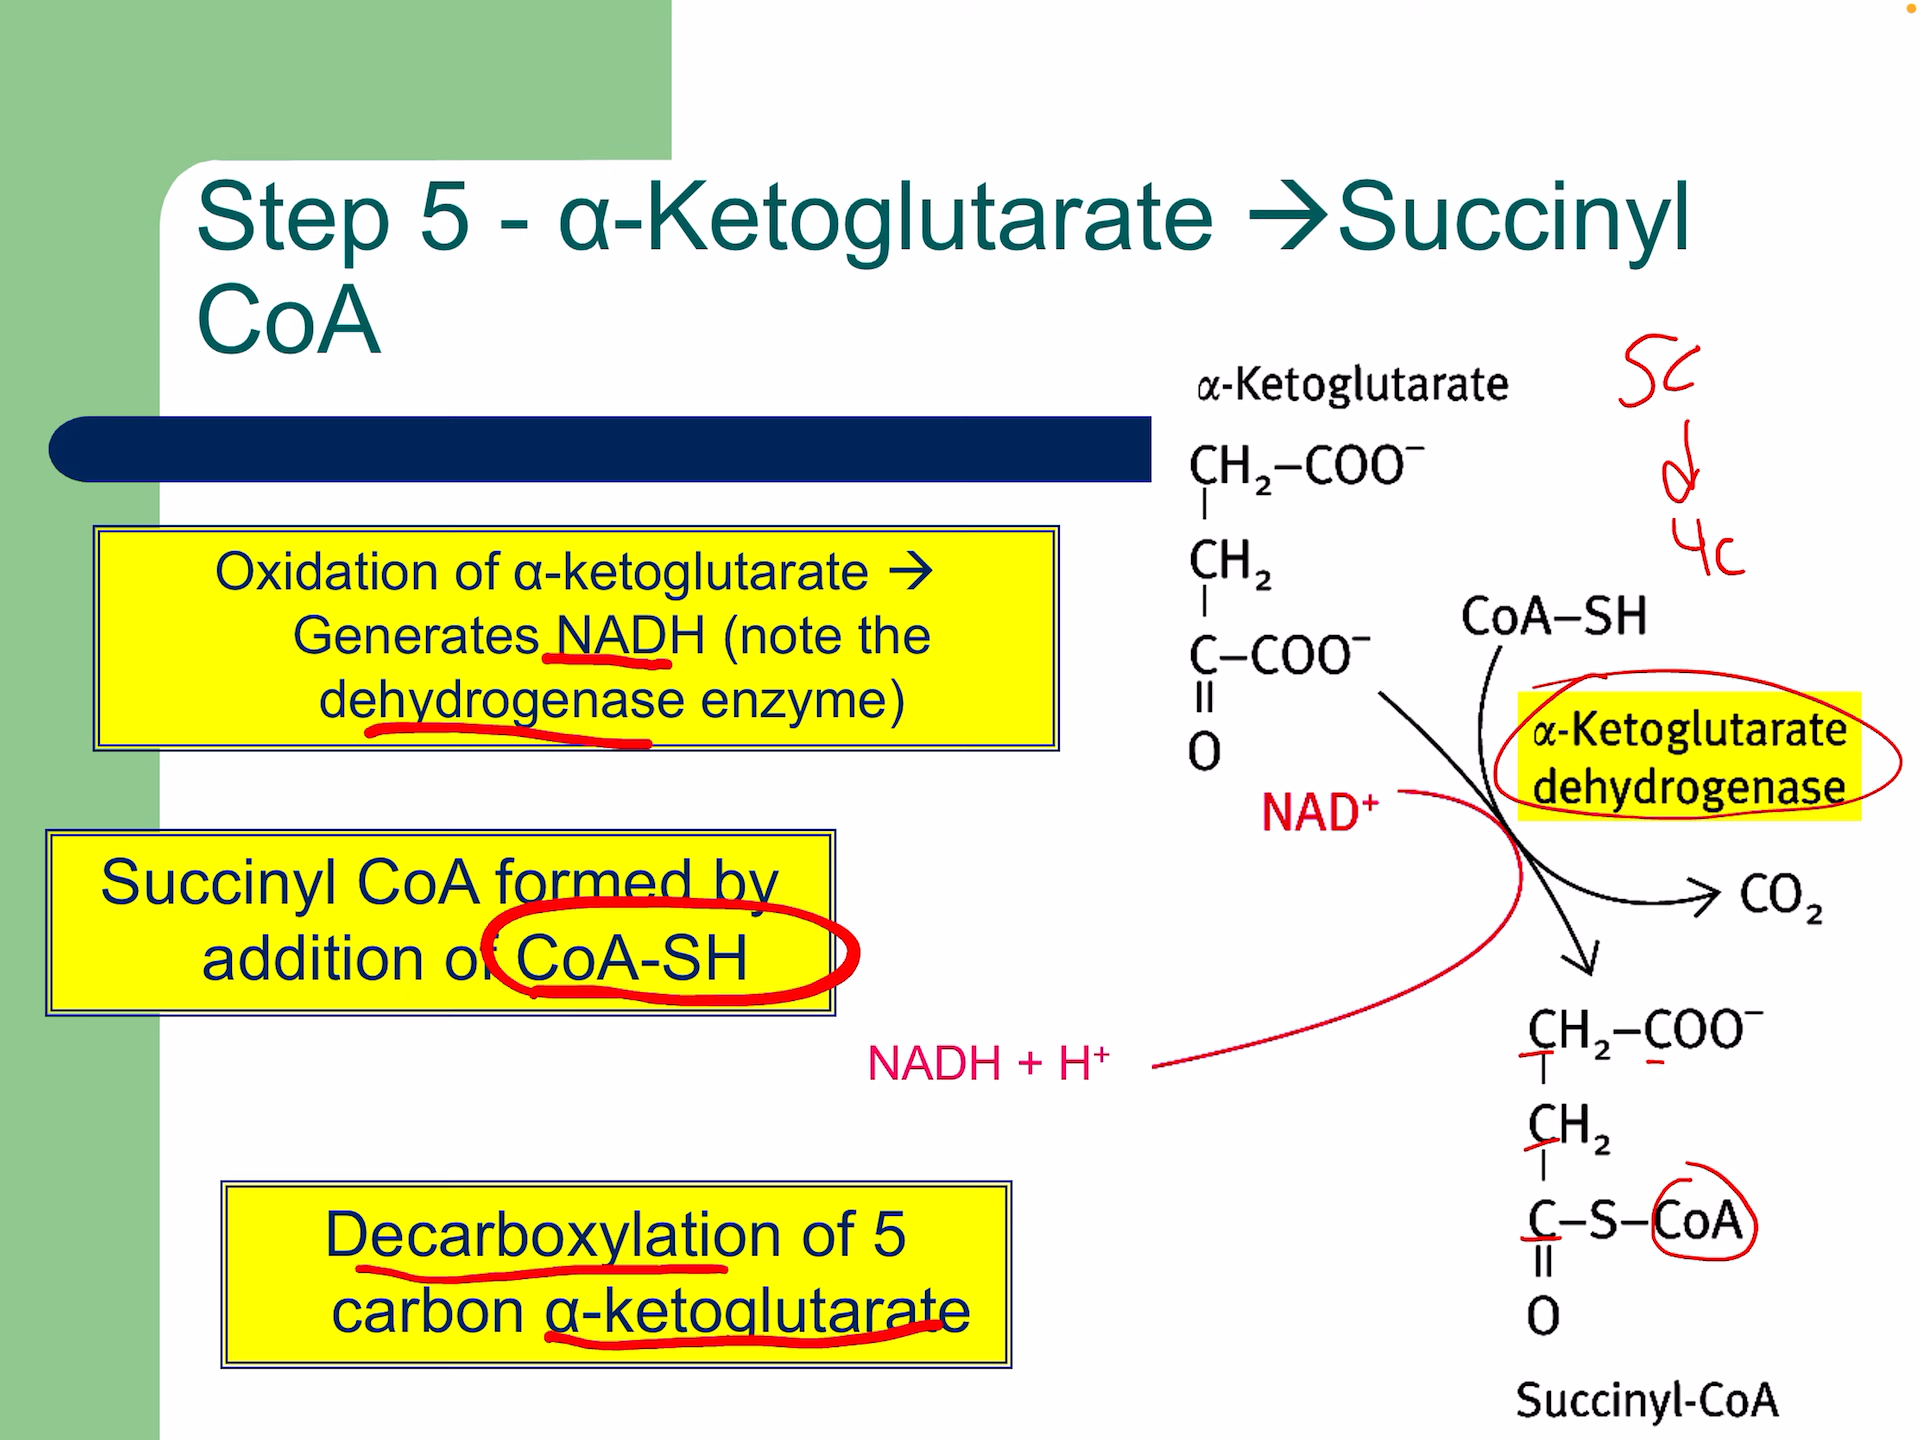 Step 5 - α-Ketoglutarate →Succinyl
CoA
Oxidation of α-ketoglutarate →
Generates NADH (note the
dehydrogenase enzyme)
Succinyl CoA formed by
addition of CoA-SH
NADH + H⁺
Decarboxylation of 5
carbon α-ketoglutarate
α-Ketoglutarate
5C
CH₂–COO⁻
|
CH₂
4C
|
CoA–SH
C–COO⁻
||
O
α-Ketoglutarate
dehydrogenase
NAD⁺
CO₂
CH₂–COO⁻
|
CH₂
|
C–S–CoA
||
O
Succinyl-CoA